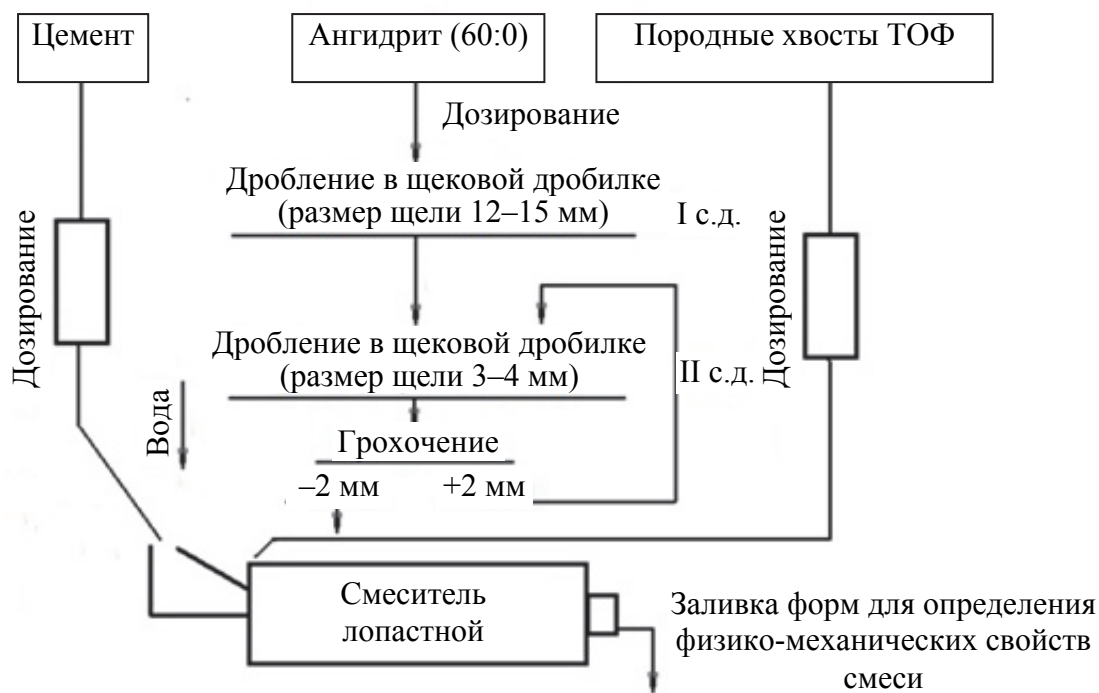 Цемент
Ангидрит (60:0)
Породные хвосты ТОФ
Дозирование
Дробление в щековой дробилке
(размер щели 12–15 мм)
I с.д.
Дозирование
Дозирование
Дробление в щековой дробилке
(размер щели 3–4 мм)
II с.д.
Вода
Грохочение
–2 мм
+2 мм
Смеситель
лопастной
Заливка форм для определения
физико-механических свойств
смеси